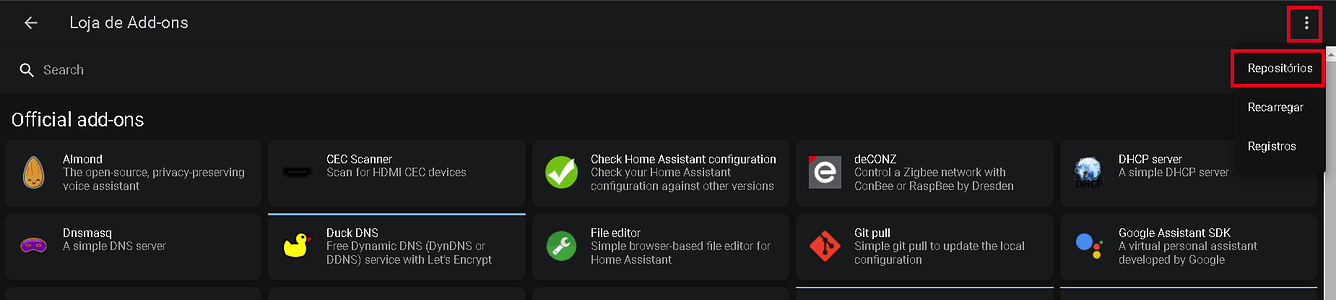 Loja de Add-ons
Search
Repositórios
Recarregar
Registros
Official add-ons
Almond
The open-source, privacy-preserving
voice assistant
CEC Scanner
Scan for HDMI CEC devices
Check Home Assistant configuration
Check your Home Assistant
configuration against other versions
deCONZ
Control a Zigbee network with
ConBee or RaspBee by Dresden
DHCP server
A simple DHCP server
DHCP
Dnsmasq
A simple DNS server
Duck DNS
Free Dynamic DNS (DynDNS or
DDNS) service with Let's Encrypt
File editor
Simple browser-based file editor for
Home Assistant
Git pull
Simple git pull to update the local
configuration
Google Assistant SDK
A virtual personal assistant
developed by Google